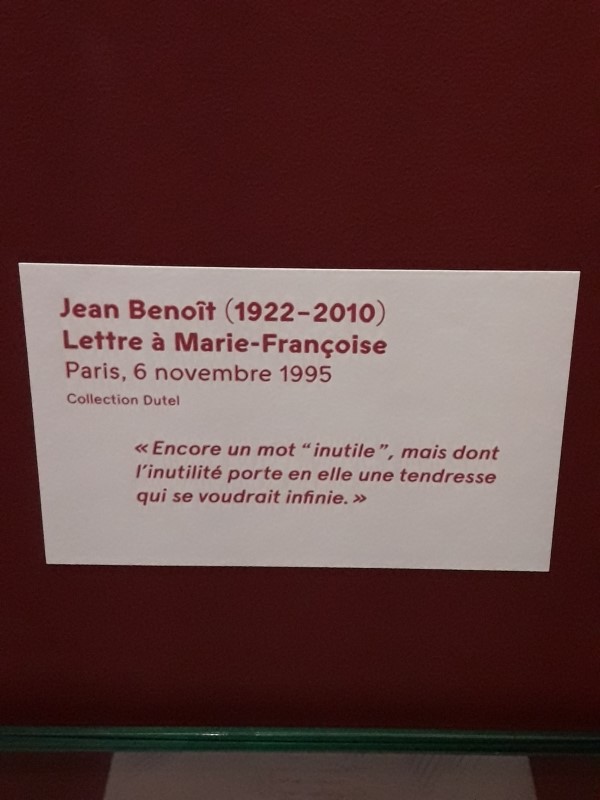 Jean Benoît (1922–2010)
Lettre à Marie-Françoise
Paris, 6 novembre 1995
Collection Dutel
« Encore un mot “inutile”, mais dont
l’inutilité porte en elle une tendresse
qui se voudrait infinie. »